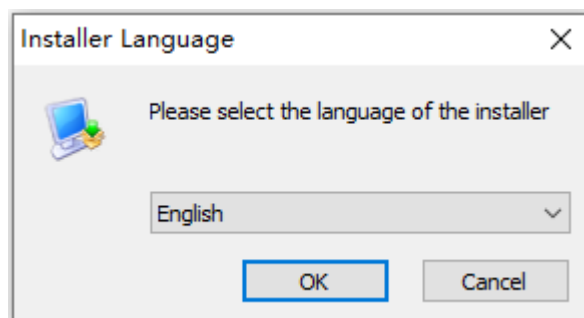 Installer Language
Please select the language of the installer
English
OK
Cancel